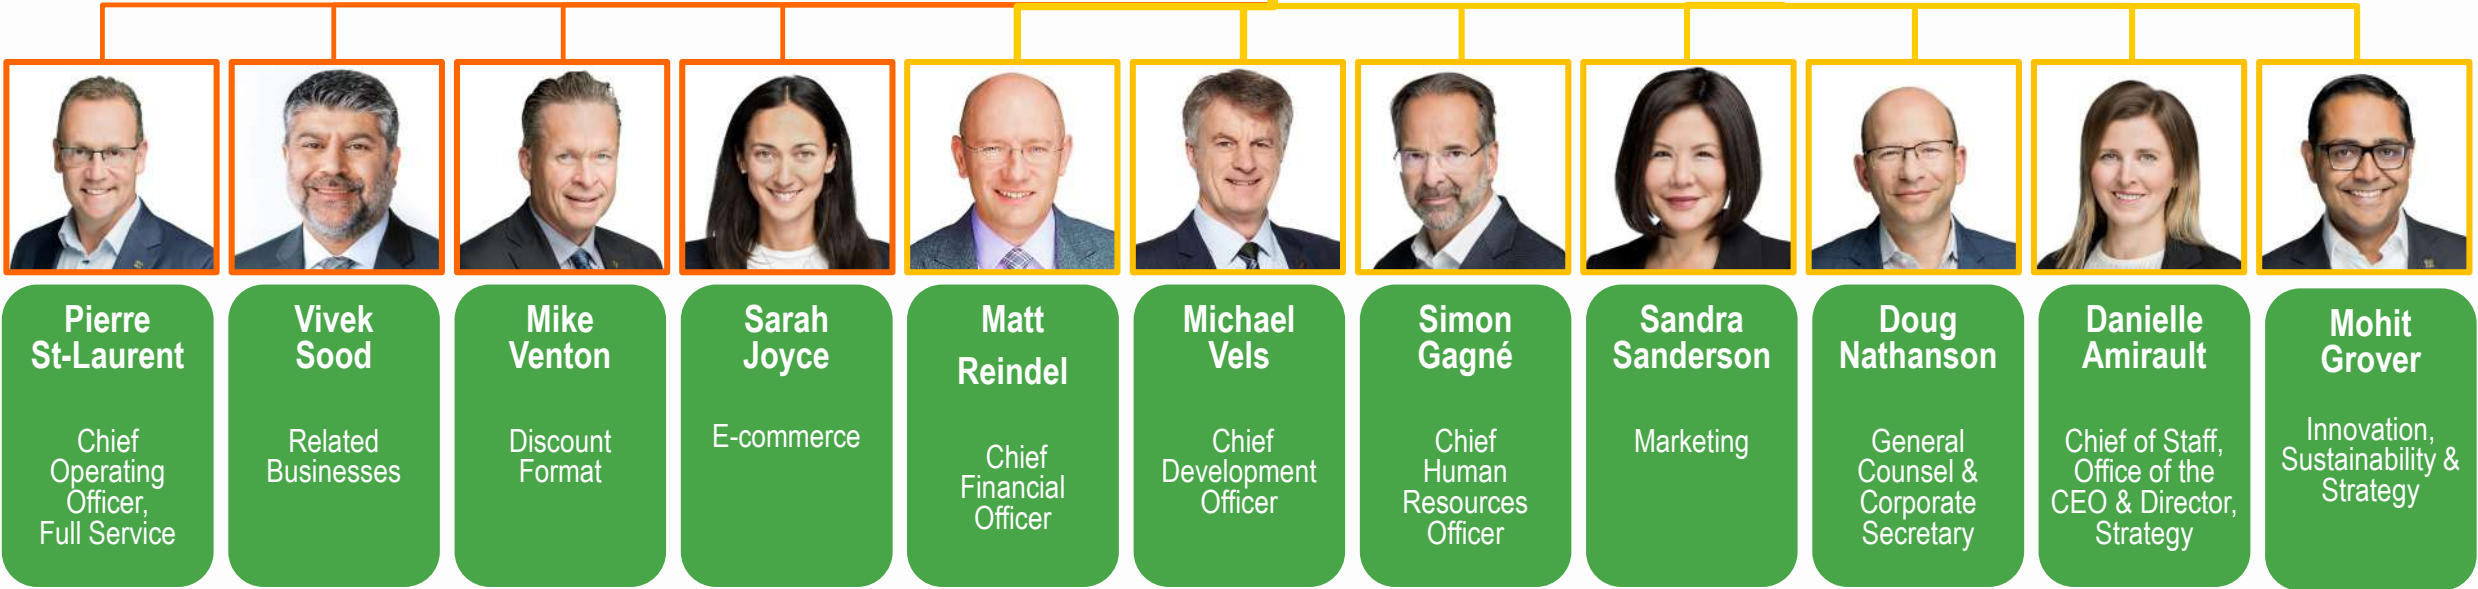 Pierre
St-Laurent
Chief
Operating
Officer,
Full Service
Vivek
Sood
Related
Businesses
Mike
Venton
Discount
Format
Sarah
Joyce
E-commerce
Matt
Reindel
Chief
Financial
Officer
Michael
Vels
Chief
Development
Officer
Simon
Gagné
Chief
Human
Resources
Officer
Sandra
Sanderson
Marketing
Doug
Nathanson
General
Counsel &
Corporate
Secretary
Danielle
Amirault
Chief of Staff,
Office of the
CEO & Director,
Strategy
Mohit
Grover
Innovation,
Sustainability &
Strategy